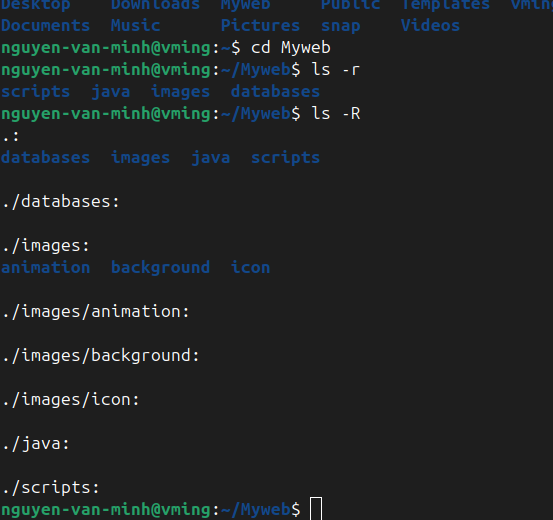 Desktop Downloads Myweb Public Templates vming
Documents Music Pictures snap Videos
nguyen-van-minh@vming:~$ cd Myweb
nguyen-van-minh@vming:~/Myweb$ ls -r
scripts java images databases
nguyen-van-minh@vming:~/Myweb$ ls -R
.:
databases images java scripts

./databases:

./images:
animation background icon

./images/animation:

./images/background:

./images/icon:

./java:

./scripts:
nguyen-van-minh@vming:~/Myweb$